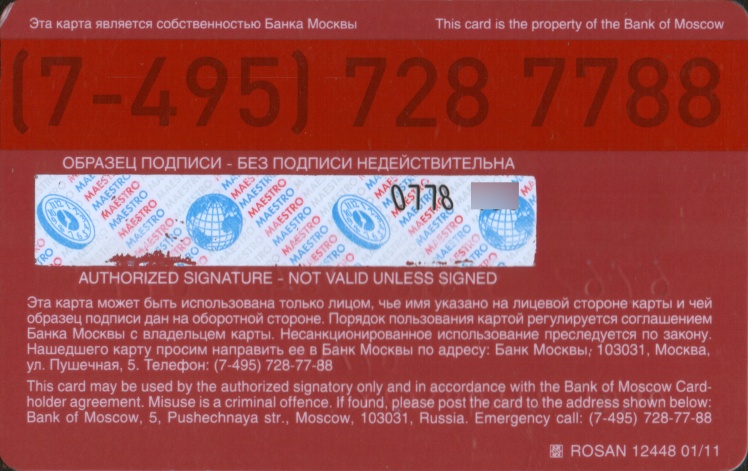 Эта карта является собственностью Банка Москвы
This card is the property of the Bank of Moscow
(7-495) 728 7788
ОБРАЗЕЦ ПОДПИСИ - БЕЗ ПОДПИСИ НЕДЕЙСТВИТЕЛЬНА
MAESTRO MAESTRO MAESTRO MAESTRO
0778
AUTHORIZED SIGNATURE - NOT VALID UNLESS SIGNED
Эта карта может быть использована только лицом, чье имя указано на лицевой стороне карты и чей
образец подписи дан на оборотной стороне. Порядок пользования картой регулируется соглашением
Банка Москвы с владельцем карты. Несанкционированное использование преследуется по закону.
Нашедшего карту просим направить ее в Банк Москвы по адресу: Банк Москвы, 103031, Москва,
ул. Пушечная, 5. Телефон: (7-495) 728-77-88
This card may be used by the authorized signatory only and in accordance with the Bank of Moscow Card-
holder agreement. Misuse is a criminal offence. If found, please post the card to the address shown below:
Bank of Moscow, 5, Pushechnaya str., Moscow, 103031, Russia. Emergency call: (7-495) 728-77-88
ROSAN 12448 01/11